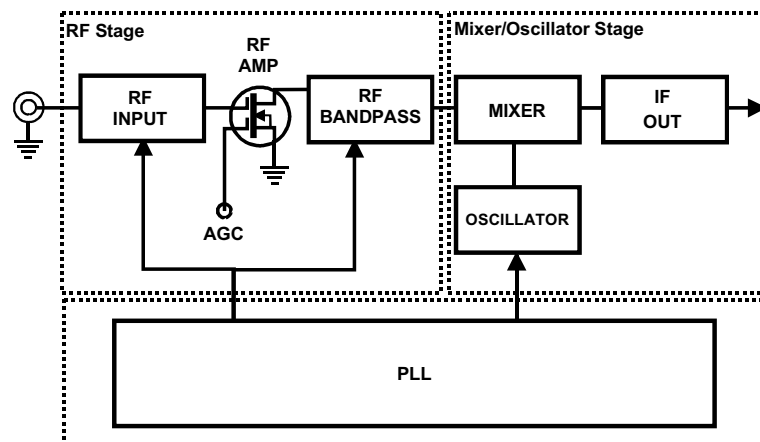 RF Stage
RF
AMP
RF
INPUT
RF
BANDPASS
AGC
Mixer/Oscillator Stage
MIXER
IF
OUT
OSCILLATOR
PLL